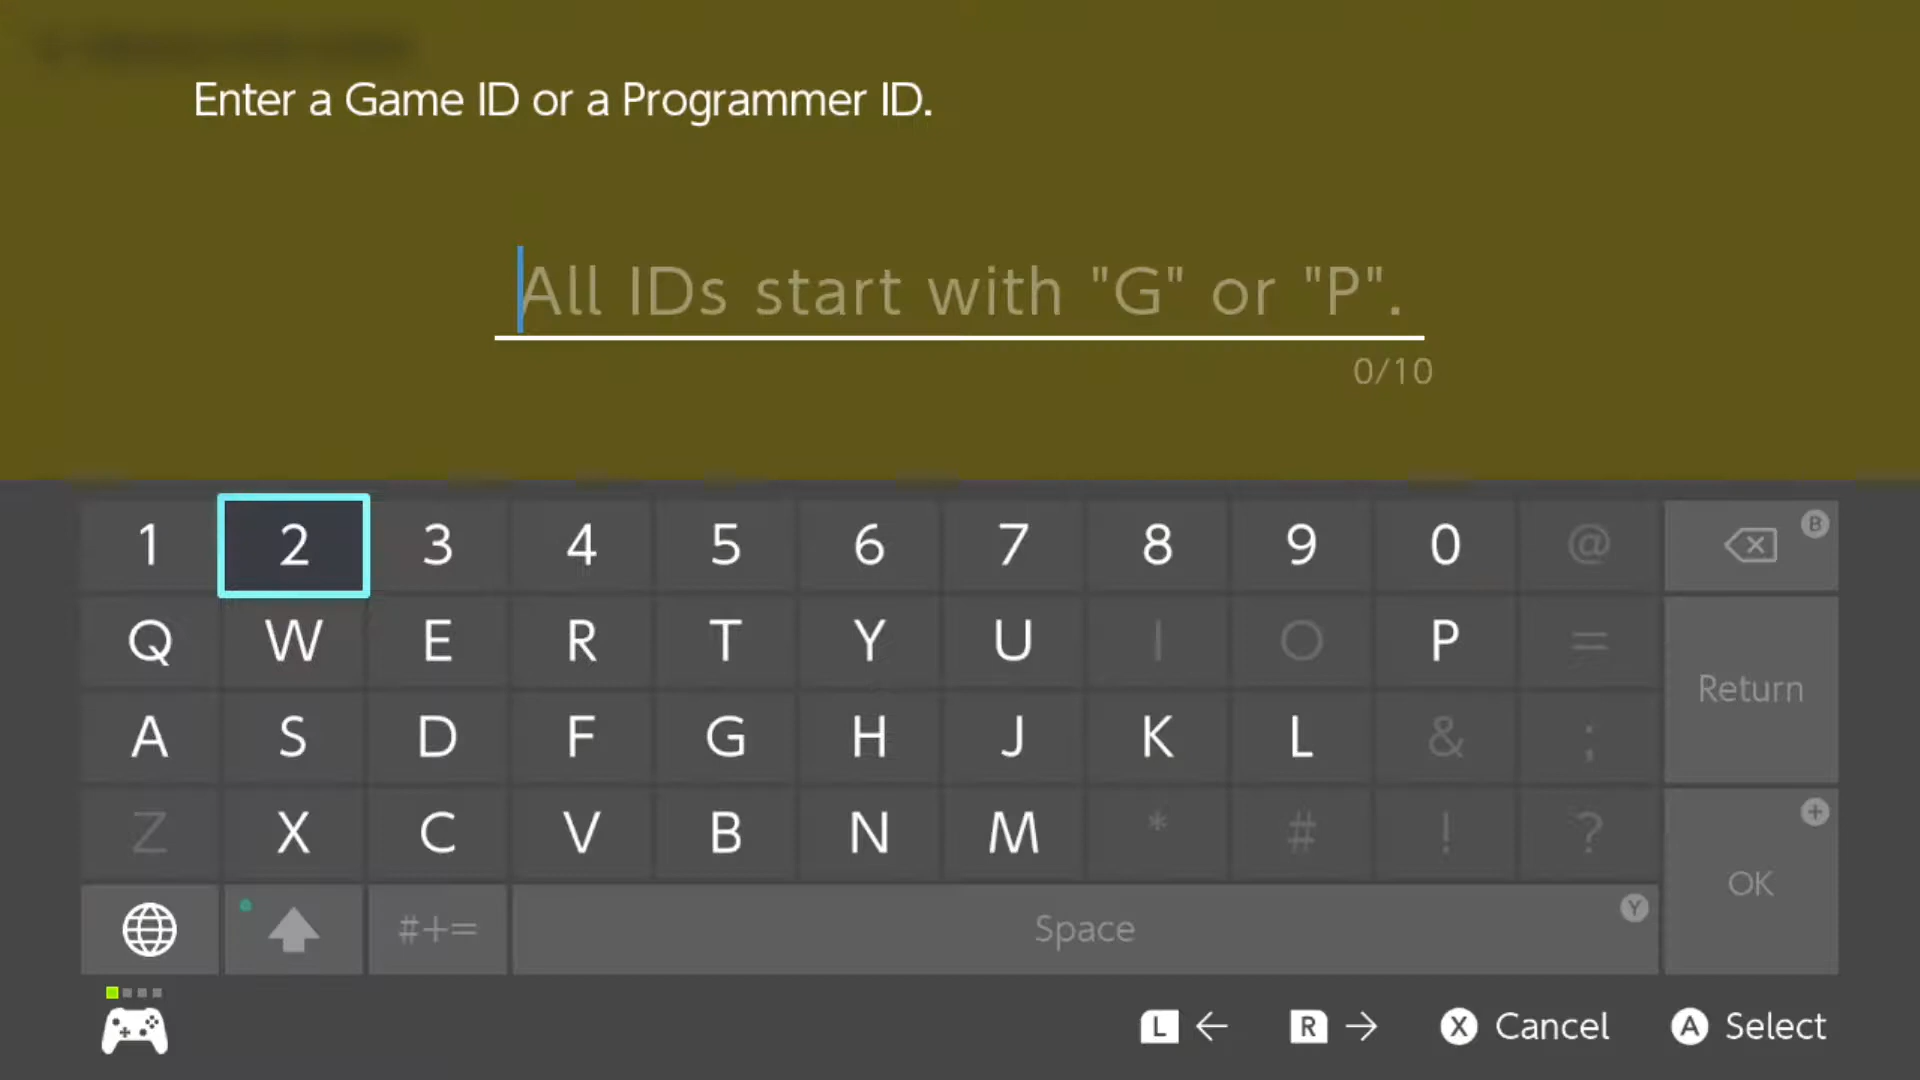 Enter a Game ID or a Programmer ID.
All IDs start with "G" or "P".
0/10
1 2 3 4 5 6 7 8 9 0 @ B
Q W E R T Y U I O P =
Return
A S D F G H J K L & ;
Z X C V B N M * # ! ? +
OK
#+= Space Y
L ← R → X Cancel A Select